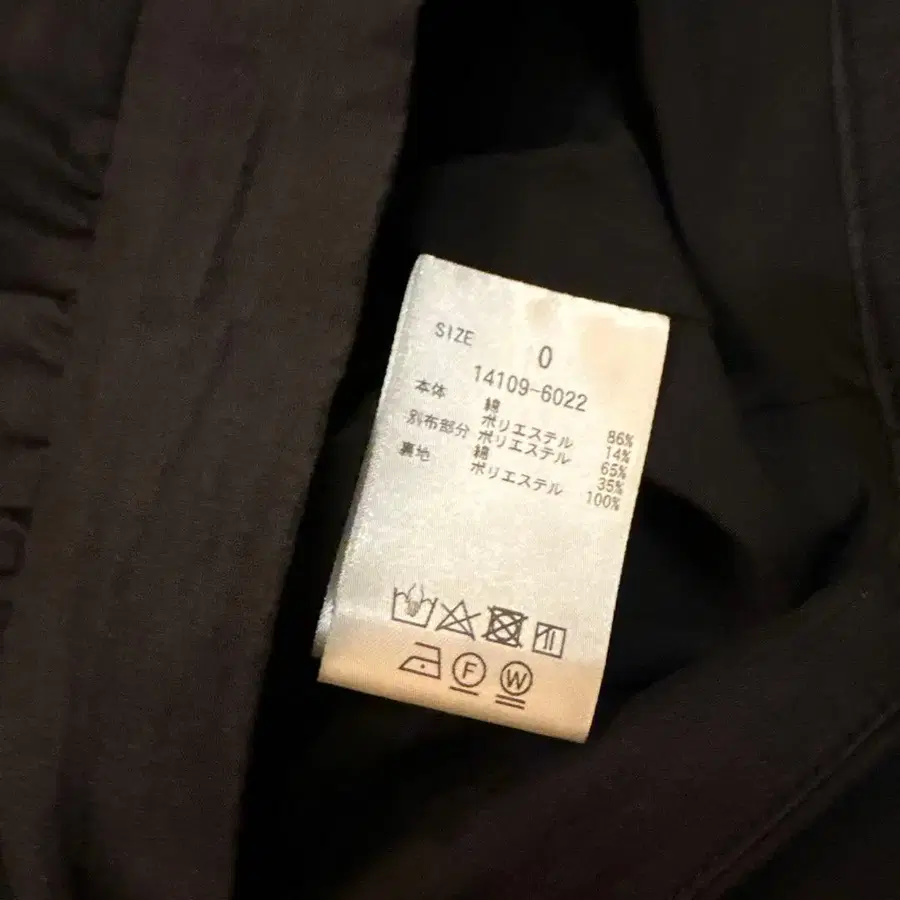 SIZE 0
14109-6022
本体 綿 86%
ポリエステル 14%
別布部分 ポリエステル 65%
綿 35%
裏地 ポリエステル 100%
F W